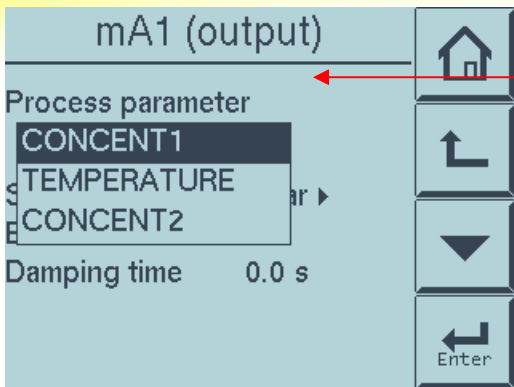 mA1 (output)
Process parameter
CONCENT1
TEMPERATURE
CONCENT2
Damping time 0.0 s
Enter